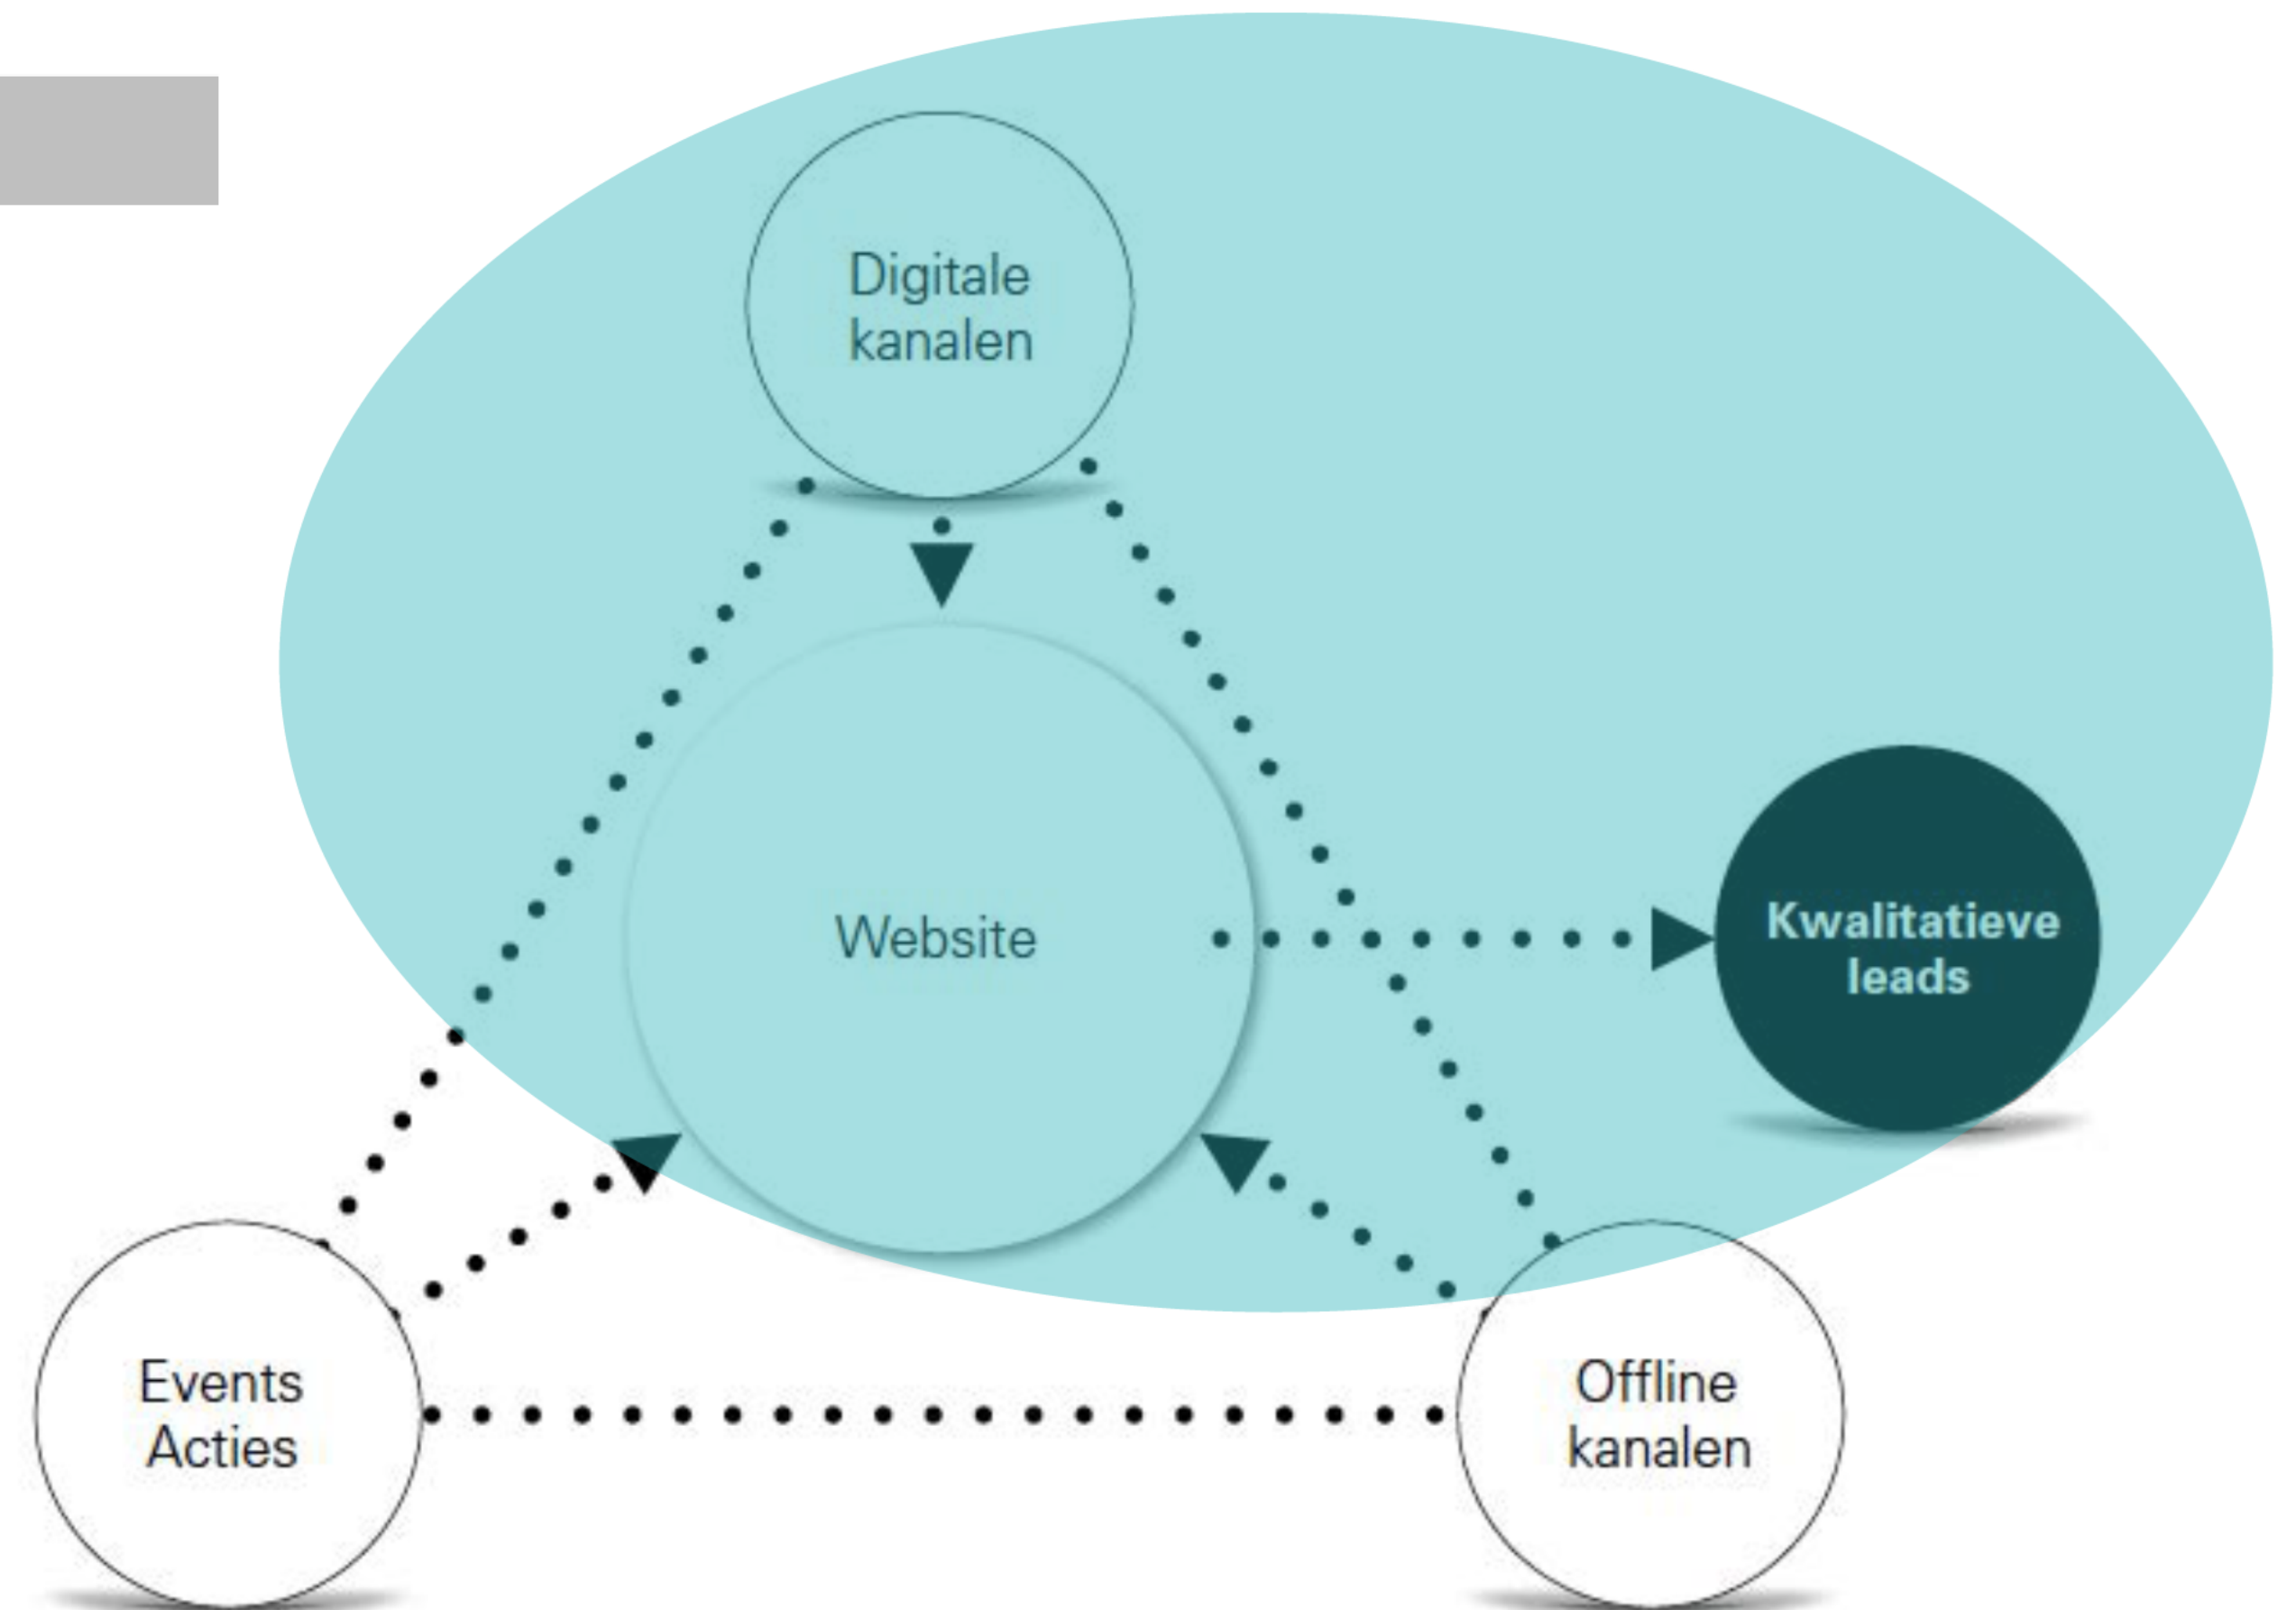 Digitale
kanalen
Website
Kwalitatieve
leads
Events
Acties
Offline
kanalen